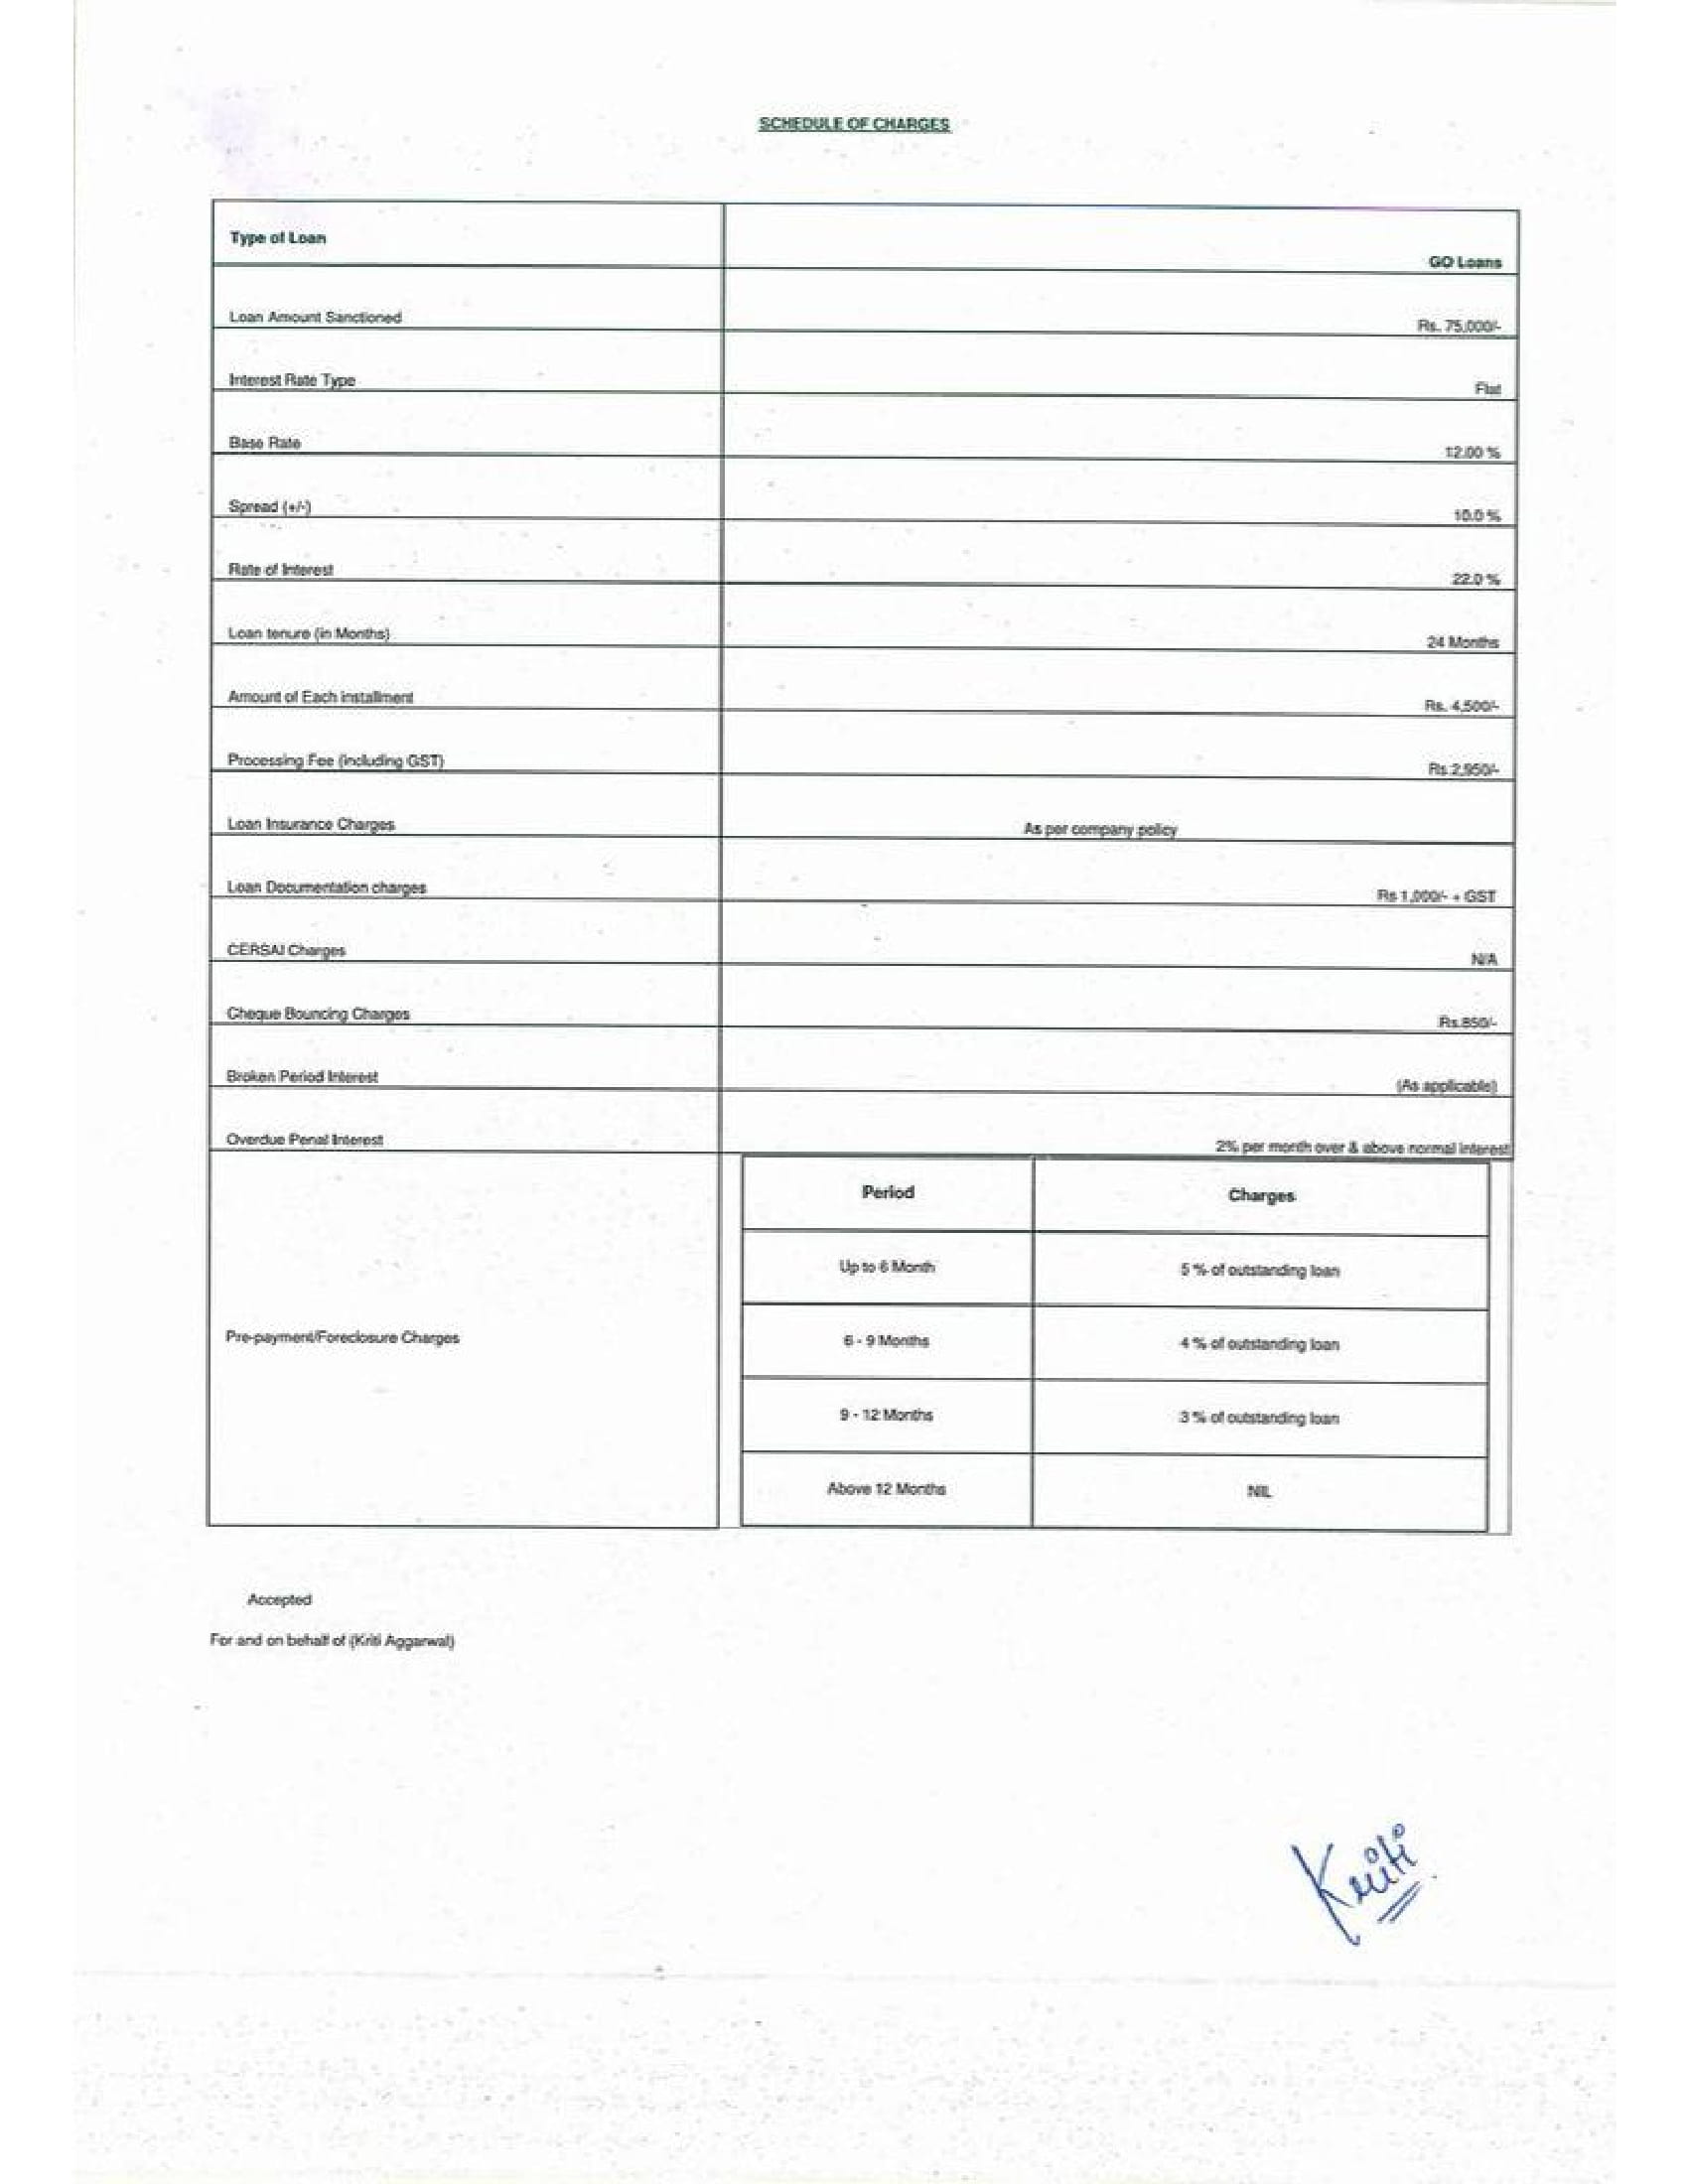 SCHEDULE OF CHARGES
Type of Loan
GO Loans
Loan Amount Sanctioned
Rs. 75,000/-
Interest Rate Type
Flat
Base Rate
12.00 %
Spread (+/-)
10.0 %
Rate of Interest
22.0 %
Loan tenure (in Months)
24 Months
Amount of Each installment
Rs. 4,500/-
Processing Fee (including GST)
Rs 2,950/-
Loan Insurance Charges
As per company policy
Loan Documentation charges
Rs 1,000/- + GST
CERSAI Charges
N/A
Cheque Bouncing Charges
Rs.850/-
Broken Period Interest
(As applicable)
Overdue Penal Interest
2% per month over & above normal interest
Pre-payment/Foreclosure Charges
Period Charges
Up to 6 Month 5 % of outstanding loan
6 - 9 Months 4 % of outstanding loan
9 - 12 Months 3 % of outstanding loan
Above 12 Months NIL
Accepted
For and on behalf of (Kriti Aggarwal)
Kriti